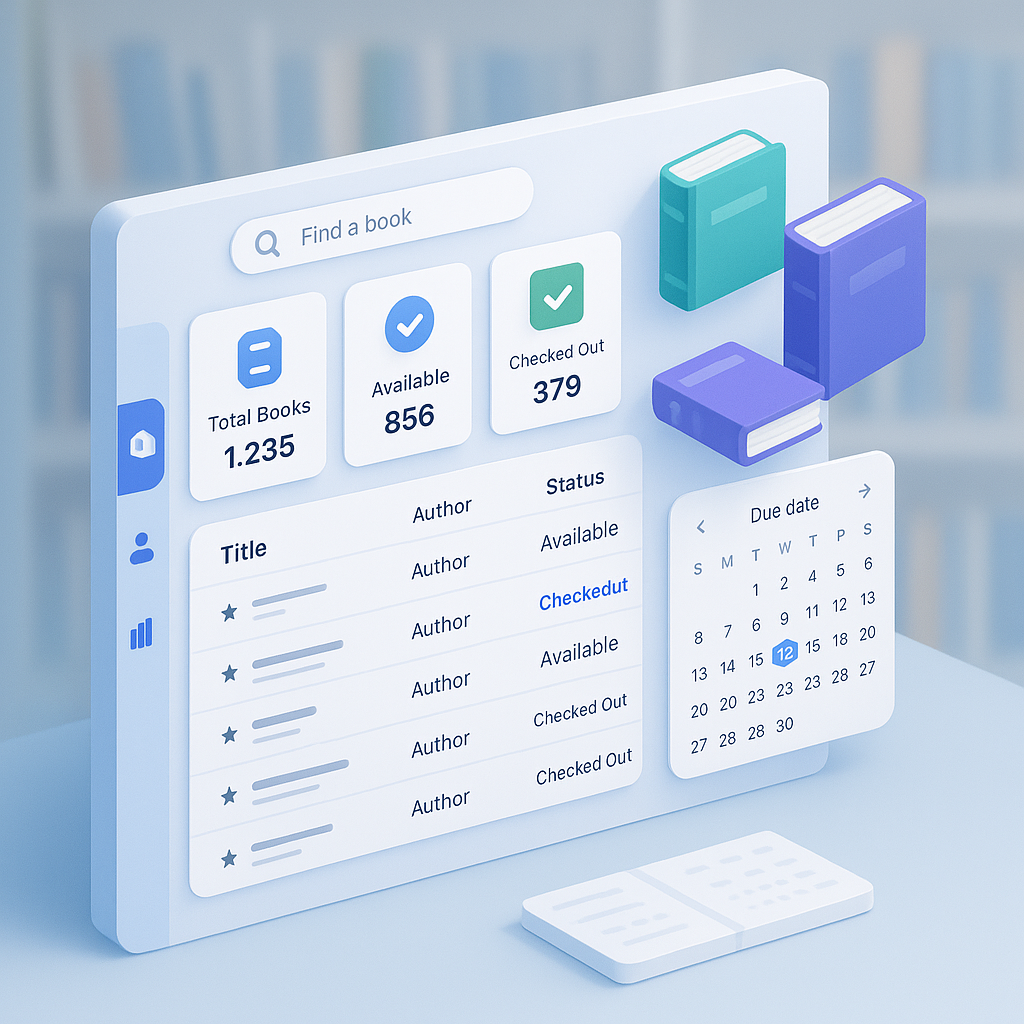 Find a book
Total Books
1.235
Available
856
Checked Out
379
Title Author Status
Author Available
Author Checkedut
Author Available
Author Checked Out
Author Checked Out
Due date
S M T W T P S
1 2 4 5 6
8 7 6 9 11 12 13
13 14 15 12 15 18 20
20 20 23 23 23 28 27
27 28 28 30